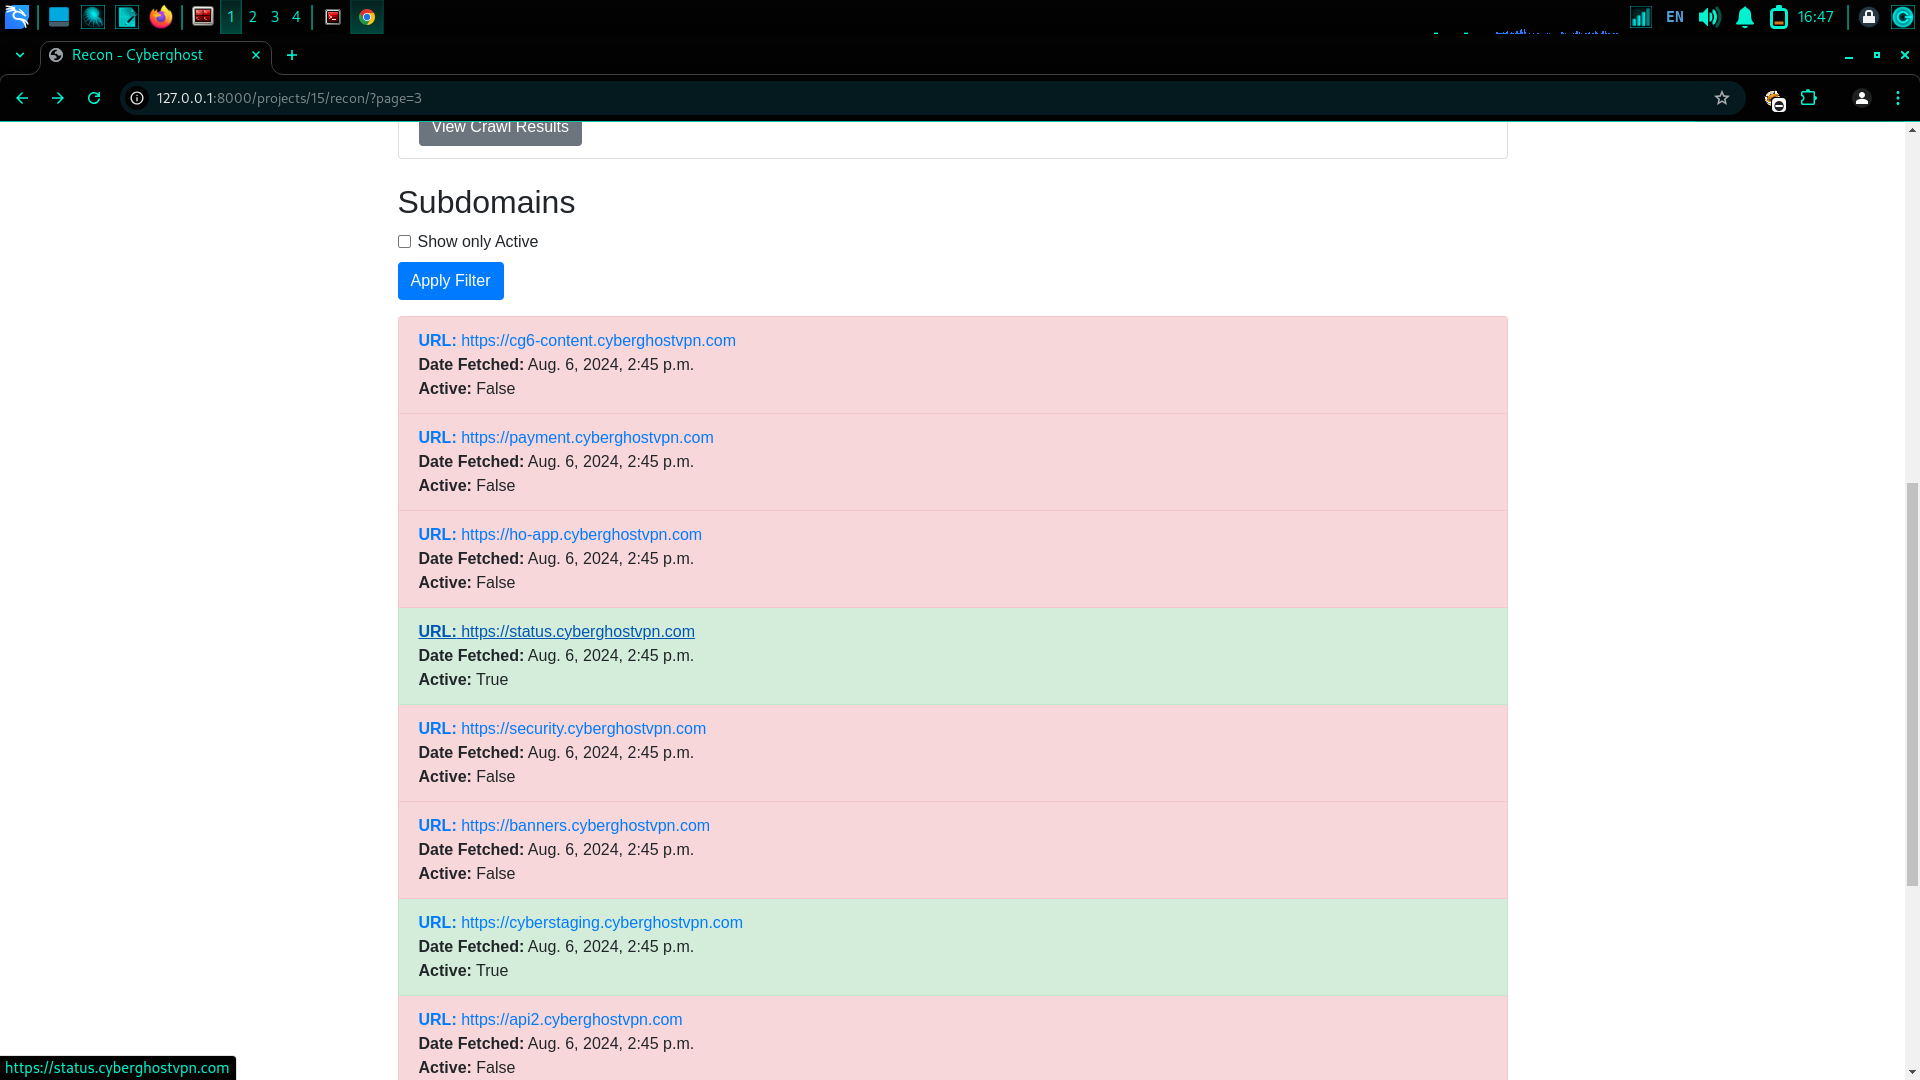 1 2 3 4
EN
16:47
Recon - Cyberghost
127.0.0.1:8000/projects/15/recon/?page=3
View Crawl Results
Subdomains
Show only Active
Apply Filter
URL: https://cg6-content.cyberghostvpn.com
Date Fetched: Aug. 6, 2024, 2:45 p.m.
Active: False
URL: https://payment.cyberghostvpn.com
Date Fetched: Aug. 6, 2024, 2:45 p.m.
Active: False
URL: https://ho-app.cyberghostvpn.com
Date Fetched: Aug. 6, 2024, 2:45 p.m.
Active: False
URL: https://status.cyberghostvpn.com
Date Fetched: Aug. 6, 2024, 2:45 p.m.
Active: True
URL: https://security.cyberghostvpn.com
Date Fetched: Aug. 6, 2024, 2:45 p.m.
Active: False
URL: https://banners.cyberghostvpn.com
Date Fetched: Aug. 6, 2024, 2:45 p.m.
Active: False
URL: https://cyberstaging.cyberghostvpn.com
Date Fetched: Aug. 6, 2024, 2:45 p.m.
Active: True
URL: https://api2.cyberghostvpn.com
Date Fetched: Aug. 6, 2024, 2:45 p.m.
Active: False
https://status.cyberghostvpn.com